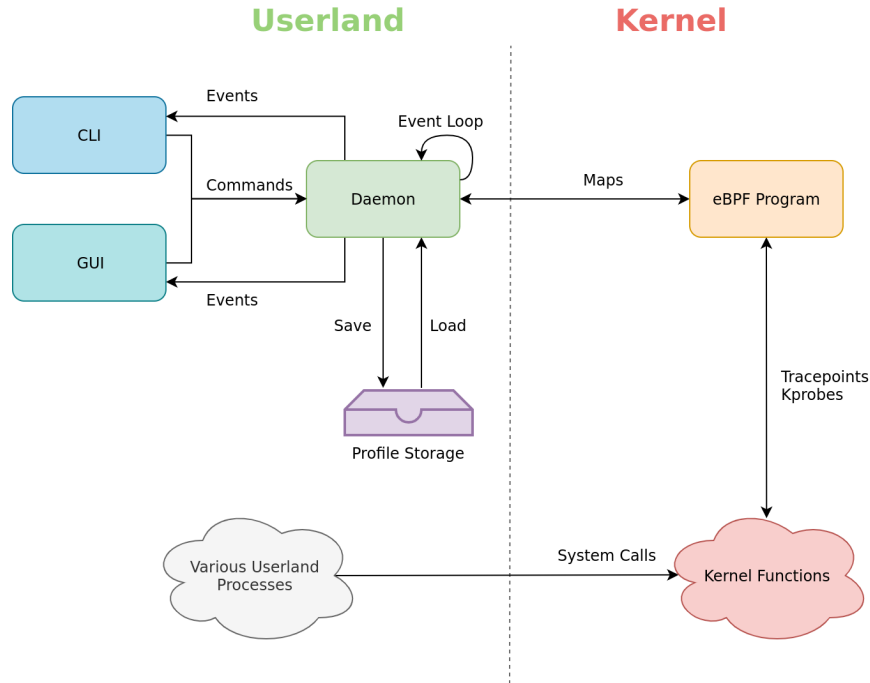 Userland
Kernel
Events
CLI
Event Loop
Commands
Daemon
Maps
eBPF Program
GUI
Events
Save
Load
Tracepoints
Kprobes
Profile Storage
System Calls
Various Userland
Processes
Kernel Functions